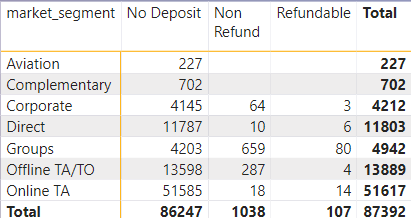 market_segment No Deposit Non Refund Refundable Total
Aviation 227 227
Complementary 702 702
Corporate 4145 64 3 4212
Direct 11787 10 6 11803
Groups 4203 659 80 4942
Offline TA/TO 13598 287 4 13889
Online TA 51585 18 14 51617
Total 86247 1038 107 87392